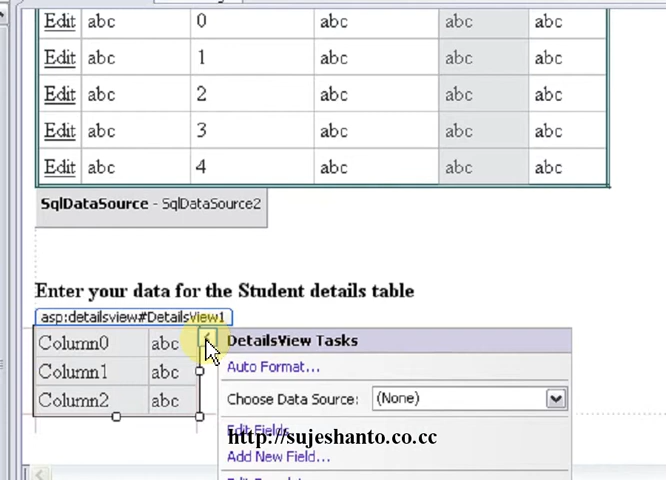 Edit abc 0 abc abc abc
Edit abc 1 abc abc abc
Edit abc 2 abc abc abc
Edit abc 3 abc abc abc
Edit abc 4 abc abc abc
SqlDataSource - SqlDataSource2
Enter your data for the Student details table
asp:detailsview#DetailsView1
Column0 abc
Column1 abc
Column2 abc
DetailsView Tasks
Auto Format...
Choose Data Source: (None)
Edit Fields...
http://sujeshanto.co.cc
Add New Field...